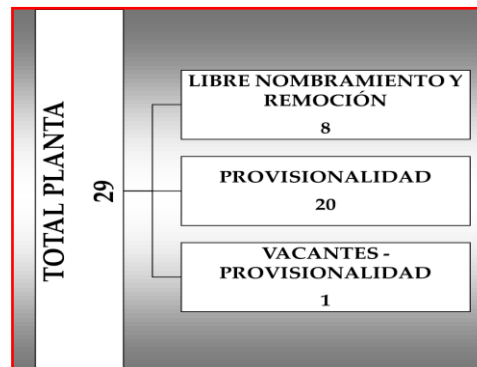 TOTAL PLANTA
29
LIBRE NOMBRAMIENTO Y
REMOCIÓN
8
PROVISIONALIDAD
20
VACANTES -
PROVISIONALIDAD
1